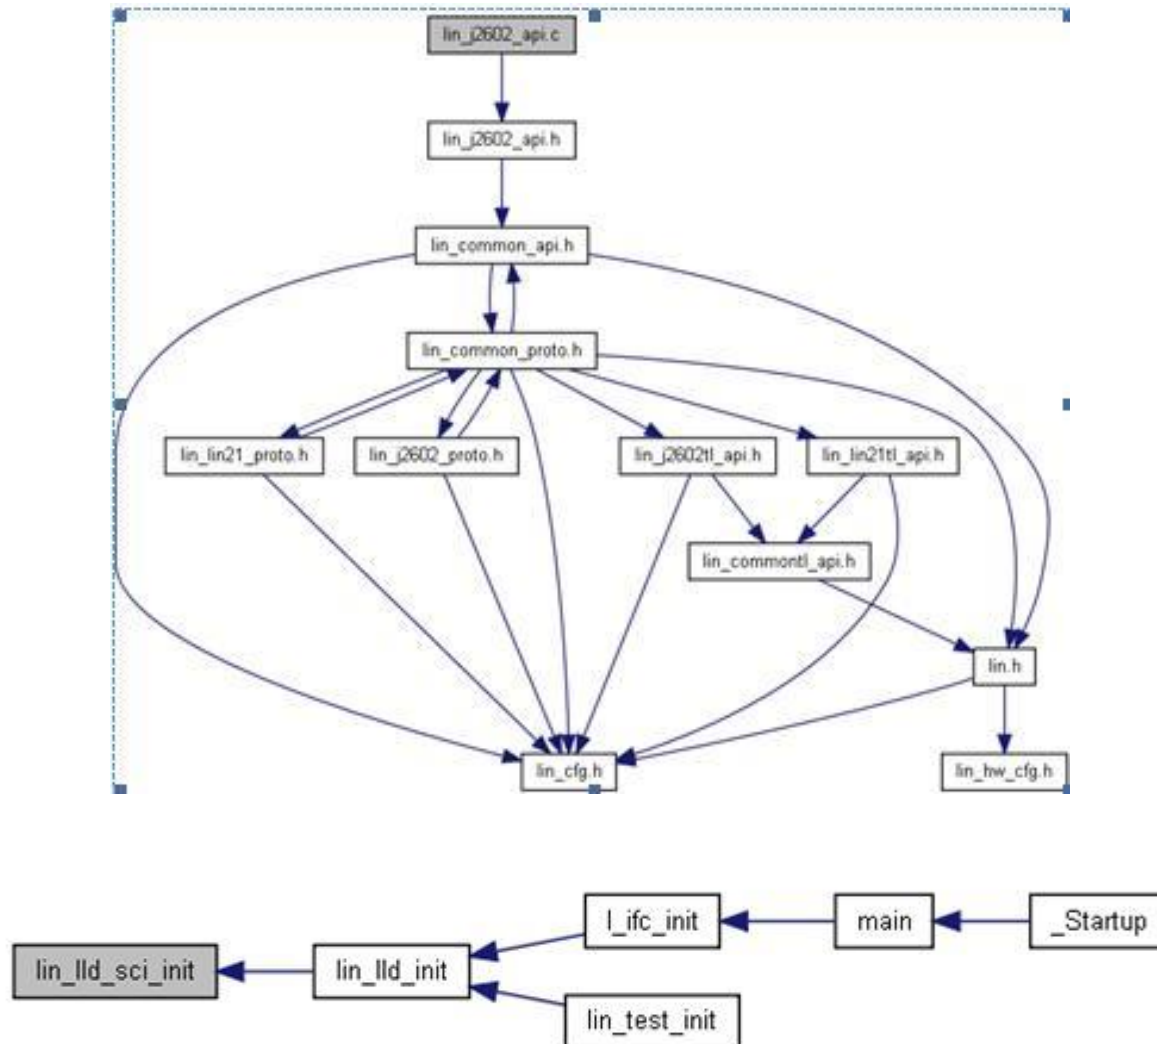 lin_j2602_api.c
lin_j2602_api.h
lin_common_api.h
lin_common_proto.h
lin_lin21_proto.h
lin_j2602_proto.h
lin_j2602tl_api.h
lin_lin21tl_api.h
lin_commontl_api.h
lin.h
lin_cfg.h
lin_hw_cfg.h
l_ifc_init
main
_Startup
lin_lld_sci_init
lin_lld_init
lin_test_init